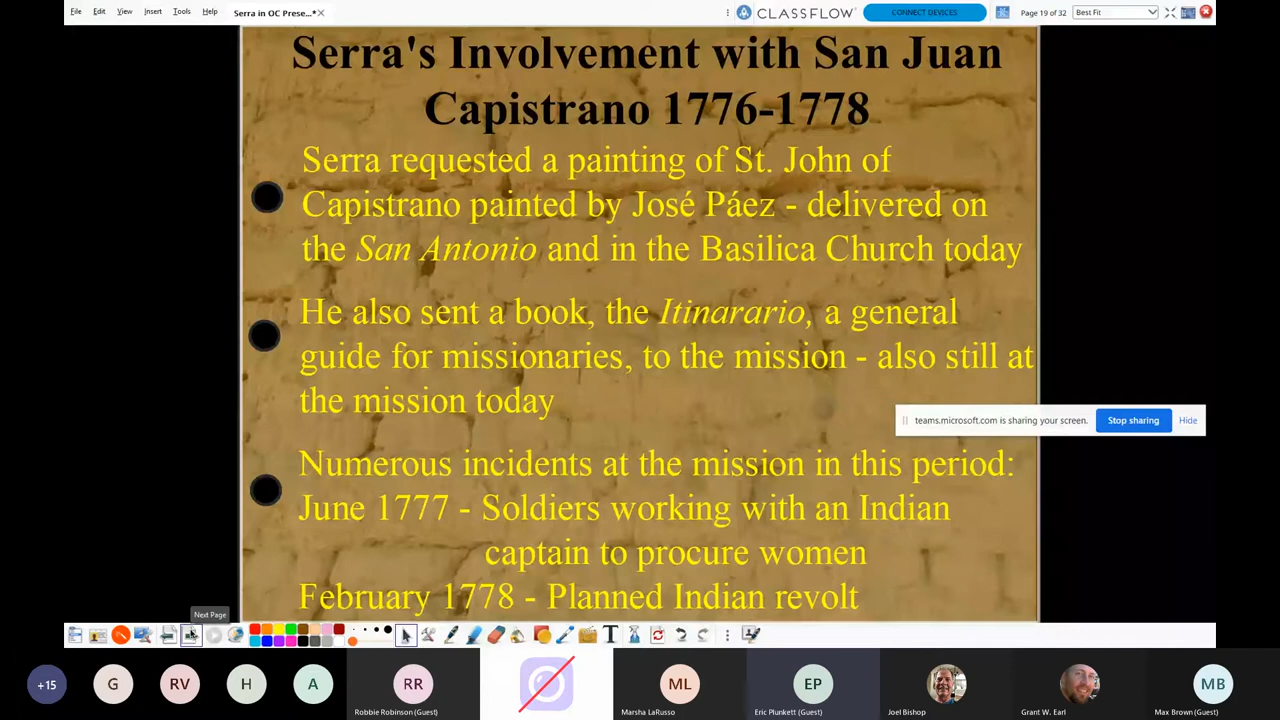 File Edit View Insert Tools Help
Serra in OC Prese...*
CLASSFLOW
CONNECT DEVICES
Page 19 of 32
Best Fit
Serra's Involvement with San Juan
Capistrano 1776-1778
Serra requested a painting of St. John of
Capistrano painted by José Páez - delivered on
the San Antonio and in the Basilica Church today
He also sent a book, the Itinarario, a general
guide for missionaries, to the mission - also still at
the mission today
teams.microsoft.com is sharing your screen.
Stop sharing
Hide
Numerous incidents at the mission in this period:
June 1777 - Soldiers working with an Indian
captain to procure women
February 1778 - Planned Indian revolt
Next Page
+15
G
RV
H
A
RR
ML
EP
MB
Robbie Robinson (Guest)
Marsha LaRusso
Eric Plunkett (Guest)
Joel Bishop
Grant W. Earl
Max Brown (Guest)